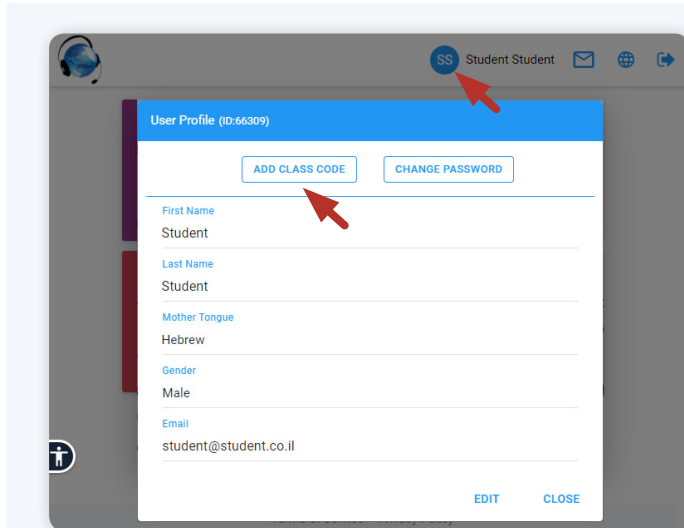 SS Student Student
User Profile (ID:66309)
ADD CLASS CODE CHANGE PASSWORD
First Name
Student
Last Name
Student
Mother Tongue
Hebrew
Gender
Male
Email
student@student.co.il
EDIT CLOSE